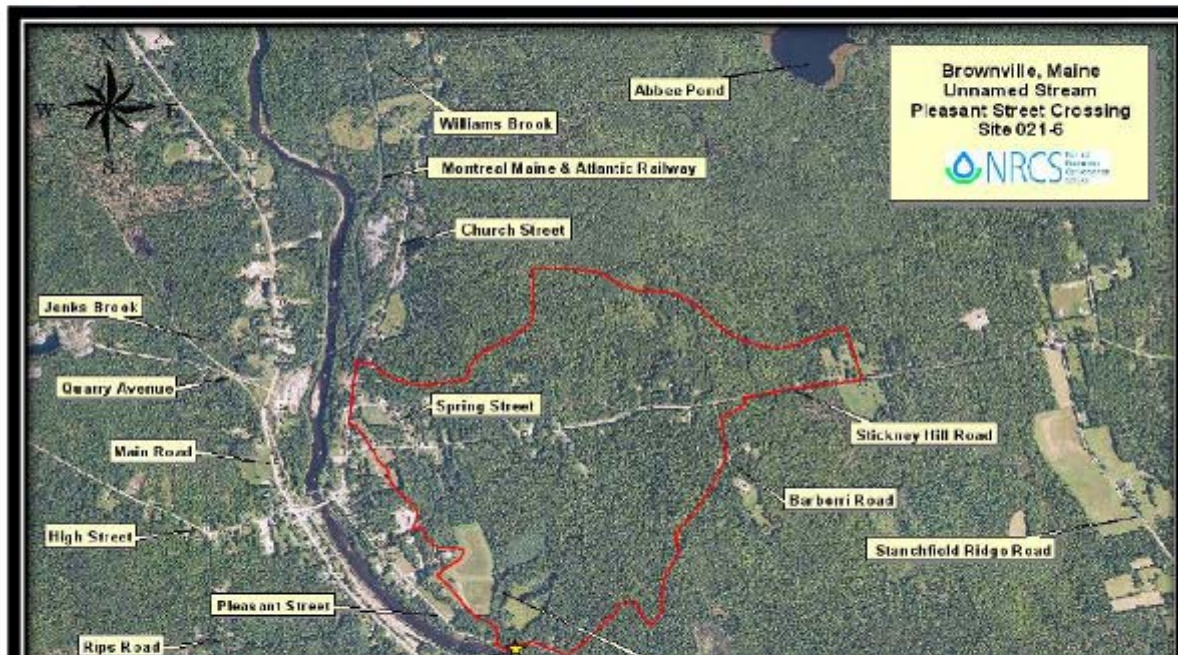 Brownville, Maine
Unnamed Stream
Pleasant Street Crossing
Site 021-6
NRCS
N
W
E
S
Abbee Pond
Williams Brook
Montreal Maine & Atlantic Railway
Church Street
Jenks Brook
Quarry Avenue
Spring Street
Main Road
Stickney Hill Road
Barberri Road
High Street
Stanchfield Ridge Road
Pleasant Street
Rips Road